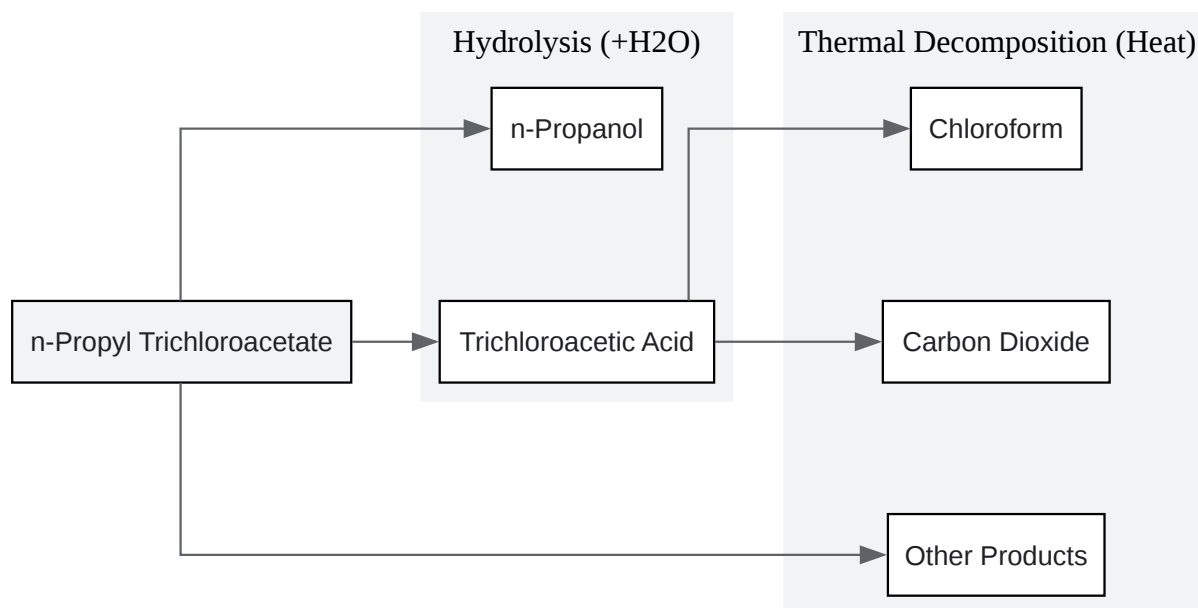 Hydrolysis (+H2O)
Thermal Decomposition (Heat)
n-Propanol
Chloroform
n-Propyl Trichloroacetate
Trichloroacetic Acid
Carbon Dioxide
Other Products